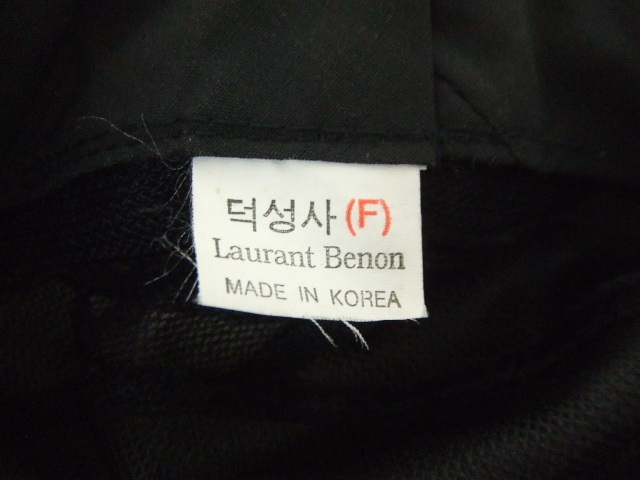 덕성사 (F)
Laurant Benon
MADE IN KOREA